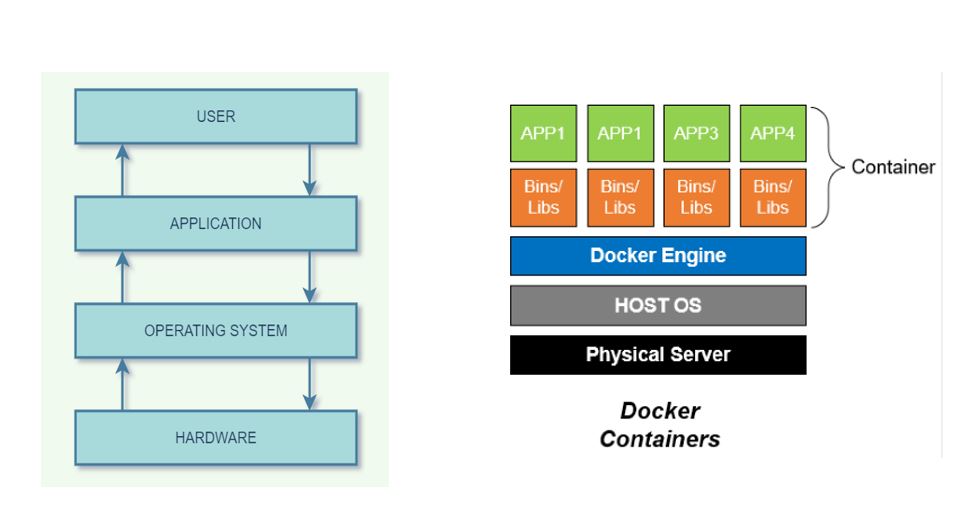 USER
APPLICATION
OPERATING SYSTEM
HARDWARE
APP1 APP1 APP3 APP4
Bins/ Bins/ Bins/ Bins/
Libs Libs Libs Libs
Container
Docker Engine
HOST OS
Physical Server
Docker
Containers